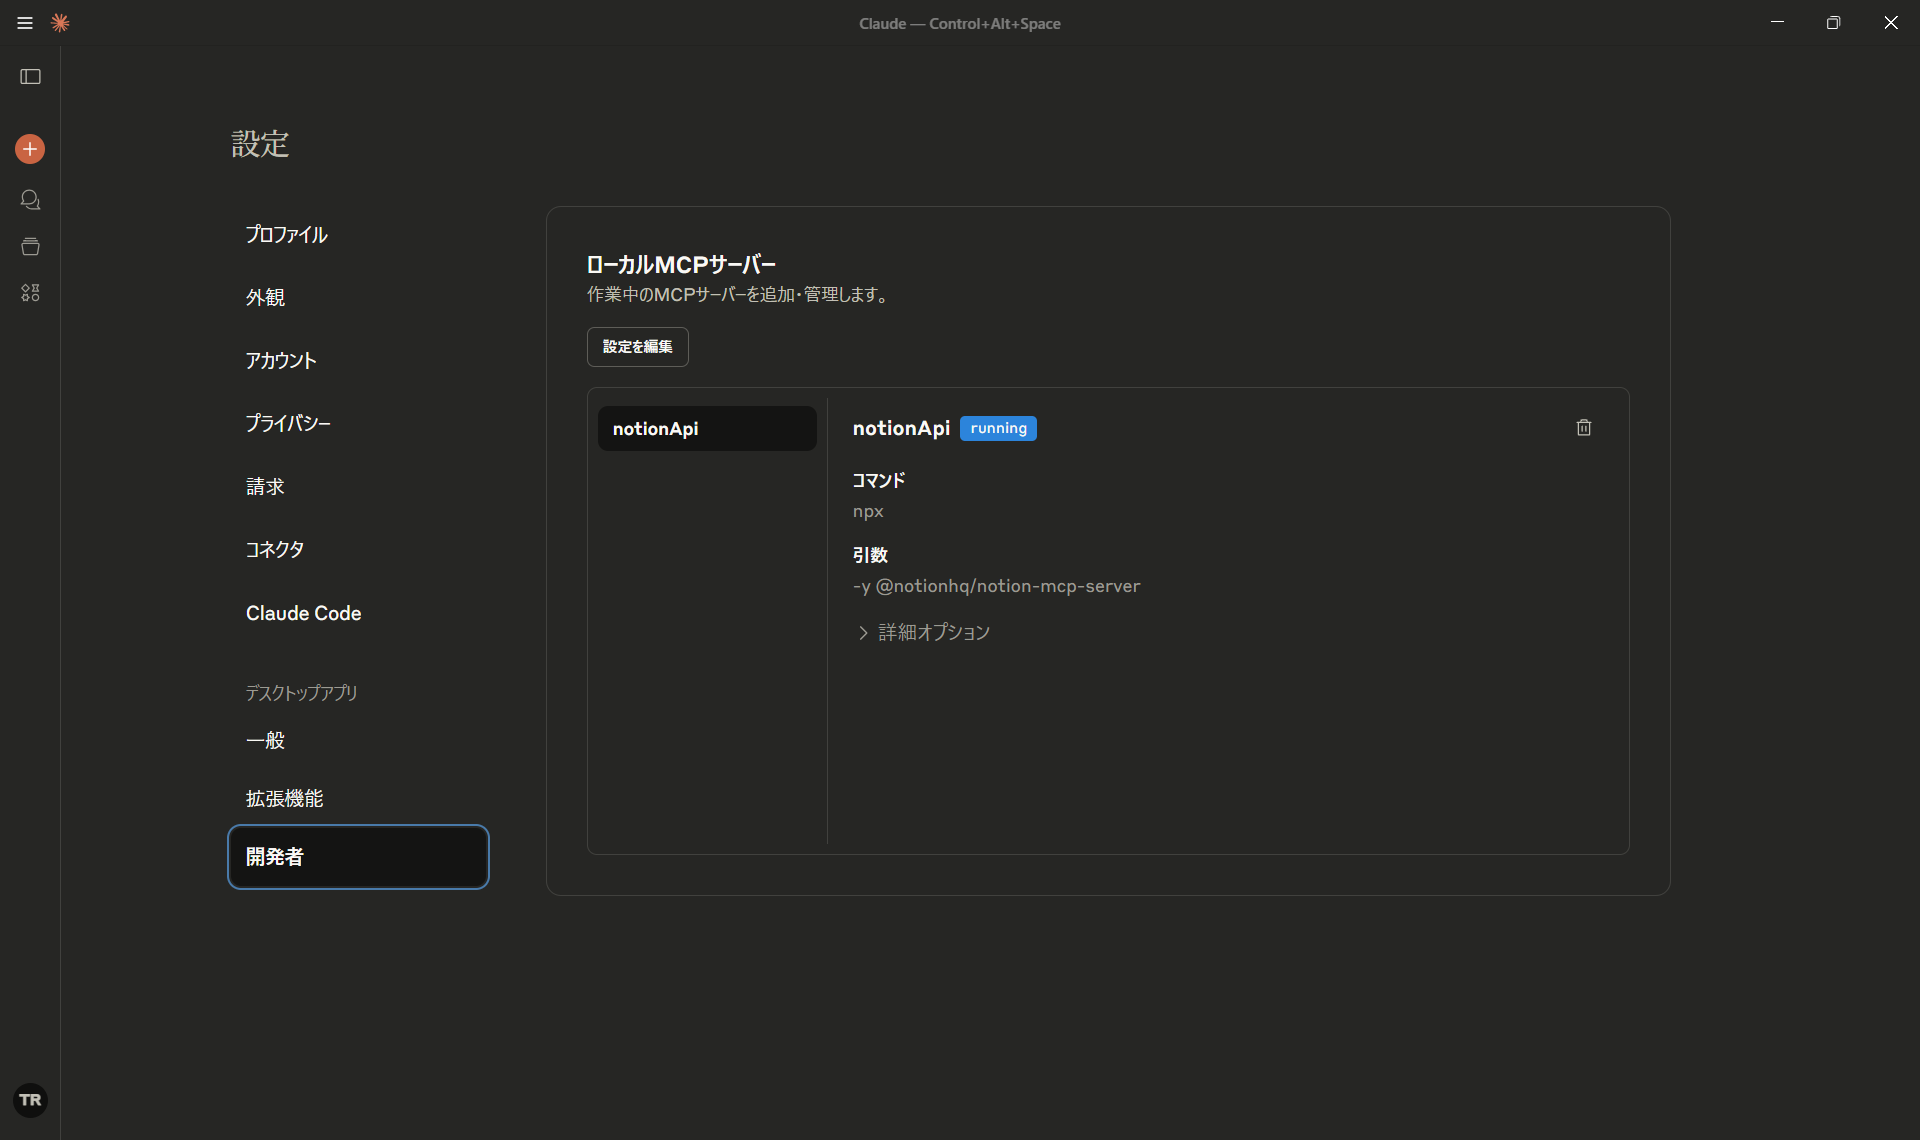 Claude — Control+Alt+Space
設定
プロファイル
外観
アカウント
プライバシー
請求
コネクタ
Claude Code
デスクトップアプリ
一般
拡張機能
開発者
ローカルMCPサーバー
作業中のMCPサーバーを追加・管理します。
設定を編集
notionApi
notionApi running
コマンド
npx
引数
-y @notionhq/notion-mcp-server
詳細オプション
TR